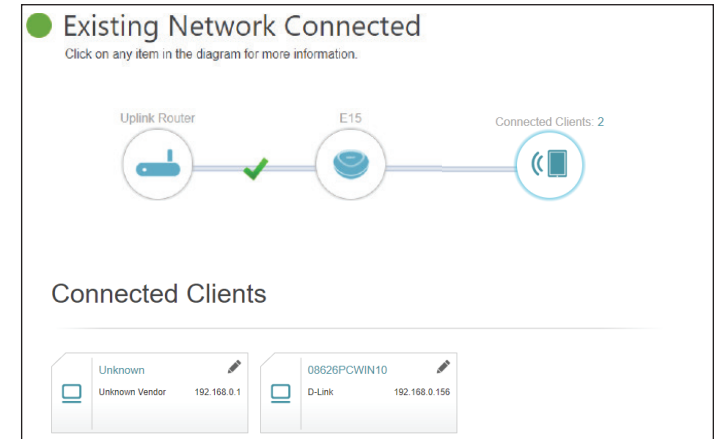 Existing Network Connected
Click on any item in the diagram for more information.
Uplink Router
E15
Connected Clients: 2
Connected Clients
Unknown
Unknown Vendor 192.168.0.1
08626PCWIN10
D-Link 192.168.0.156